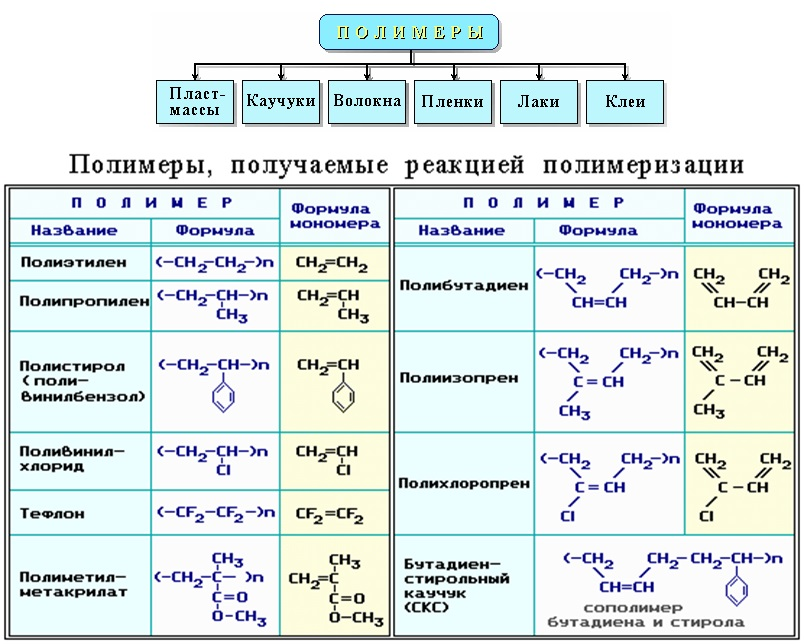 ПОЛИМЕРЫ
Пласт-
массы
Каучуки
Волокна
Пленки
Лаки
Клеи
Полимеры, получаемые реакцией полимеризации
ПОЛИМЕР
Формула
мономера
Название
Формула
Полиэтилен
(–CH2–CH2–)n
CH2=CH2
Полипропилен
(–CH2–CH–)n
CH3
CH2=CH
CH3
Полистирол
(поли–
винилбензол)
(–CH2–CH–)n
CH2=CH
Поливинил–
хлорид
(–CH2–CH–)n
Cl
CH2=CH
Cl
Тефлон
(–CF2–CF2–)n
CF2=CF2
Полиметил–
метакрилат
CH3
(–CH2–C– )n
C=O
O–CH3
CH3
CH2=C
C=O
O–CH3
ПОЛИМЕР
Формула
мономера
Название
Формула
Полибутадиен
(–CH2 CH2–)n
CH=CH
CH2 CH2
CH–CH
Полиизопрен
(–CH2 CH2–)n
C=CH
CH3
CH2 CH2
C–CH
CH3
Полихлоропрен
(–CH2 CH2–)n
C=CH
Cl
CH2 CH2
C–CH
Cl
Бутадиен–
стирольный
каучук
(СКС)
(–CH2 CH2–CH2–CH–)n
CH=CH
сополимер
бутадиена и стирола